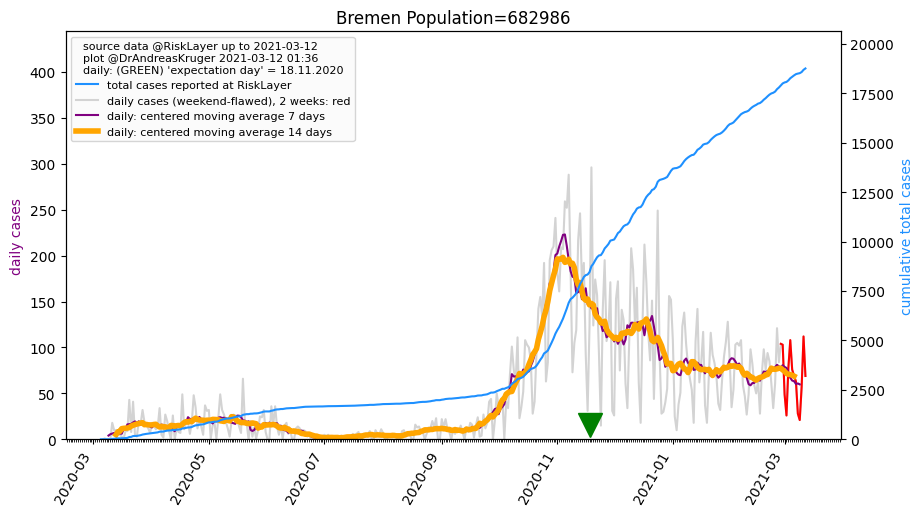 Bremen Population=682986
source data @RiskLayer up to 2021-03-12
plot @DrAndreasKruger 2021-03-12 01:36
daily: (GREEN) 'expectation day' = 18.11.2020
total cases reported at RiskLayer
daily cases (weekend-flawed), 2 weeks: red
daily: centered moving average 7 days
daily: centered moving average 14 days
daily cases
400
350
300
250
200
150
100
50
0
cumulative total cases
20000
17500
15000
12500
10000
7500
5000
2500
0
2020-03
2020-05
2020-07
2020-09
2020-11
2021-01
2021-03